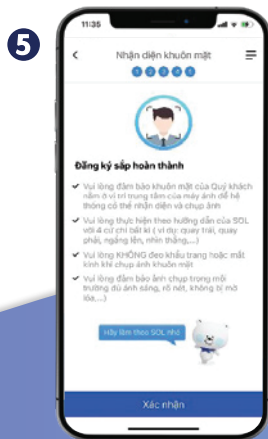 5
11:35
Nhận diện khuôn mặt
1 2 3 4 5
Đăng ký sắp hoàn thành
Vui lòng đảm bảo khuôn mặt của Quý khách
nằm ở vị trí trung tâm của máy ảnh để hệ
thống có thể nhận diện và chụp ảnh
Vui lòng thực hiện theo hướng dẫn của SOL
với 4 cử chỉ bất kì ( ví dụ: quay trái, quay
phải, ngẩng lên, nhìn thẳng,...)
Vui lòng KHÔNG đeo khẩu trang hoặc mắt
kính khi chụp ảnh khuôn mặt
Vui lòng đảm bảo ảnh chụp trong môi
trường đủ ánh sáng, rõ nét, không bị mờ
lóa,...)
Hãy làm theo SOL nhé
Xác nhận